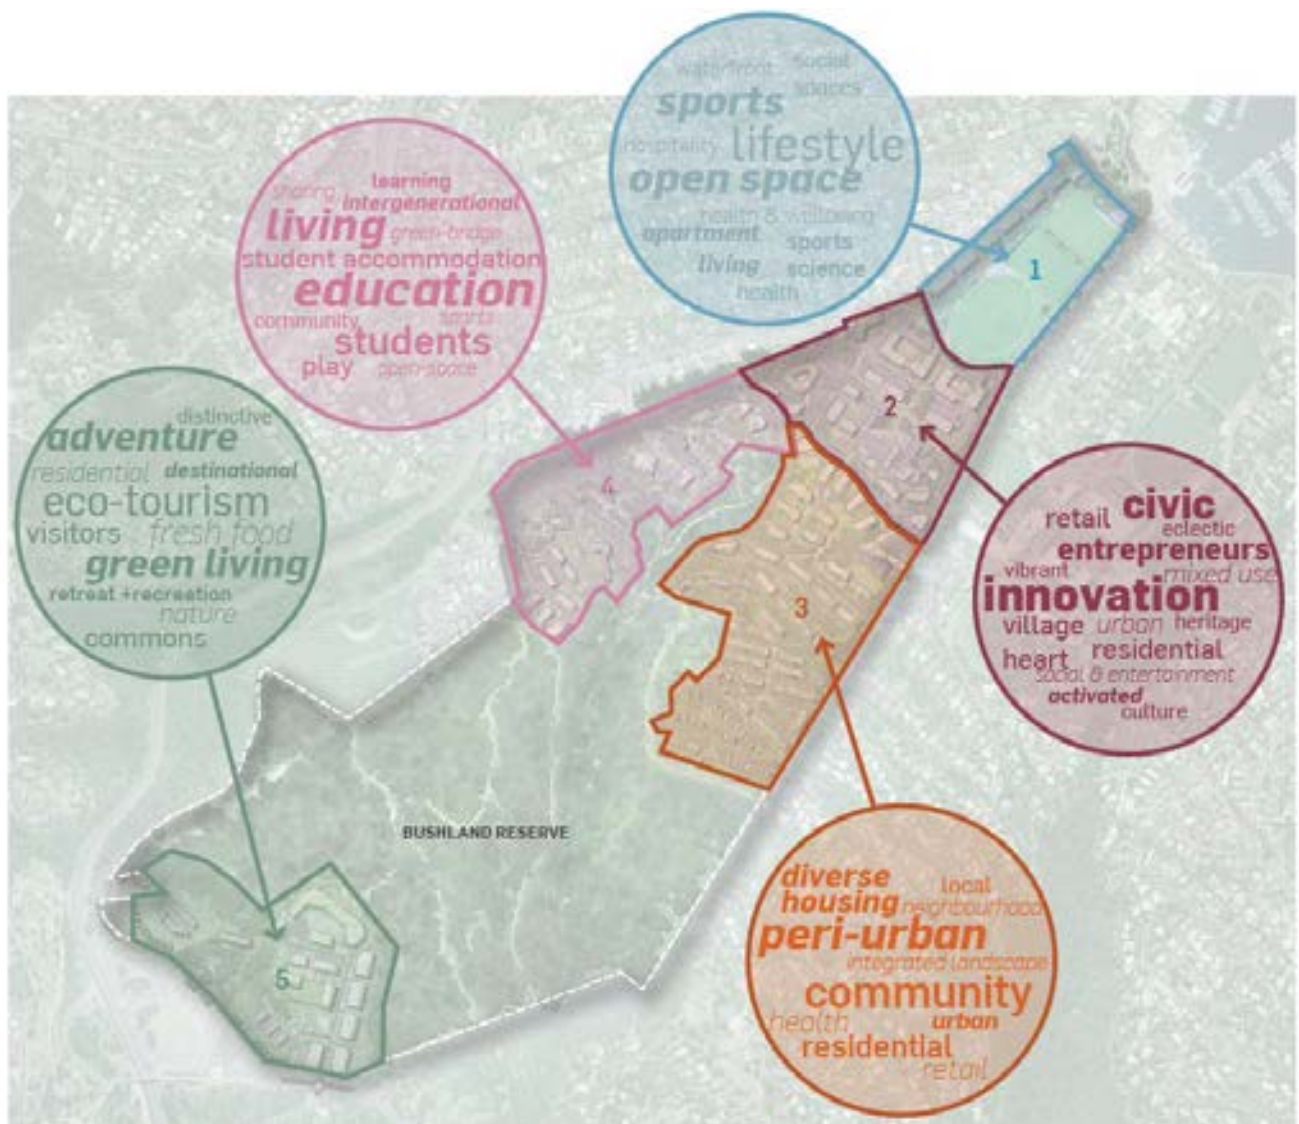 waterfront social
spaces
sports
hospitality lifestyle
open space
health & wellbeing
apartment sports
living science
health
1
sharing learning
intergenerational
living green-bridge
student accommodation
education
community sports
students
play open-space
4
distinctive
adventure
residential destinational
eco-tourism
visitors fresh food
green living
retreat +recreation
nature
commons
2
retail civic
eclectic
entrepreneurs
vibrant mixed use
innovation
village urban heritage
heart residential
social & entertainment
activated
culture
3
BUSHLAND RESERVE
5
diverse local
housing neighbourhood
peri-urban
integrated landscape
community
health urban
residential
retail